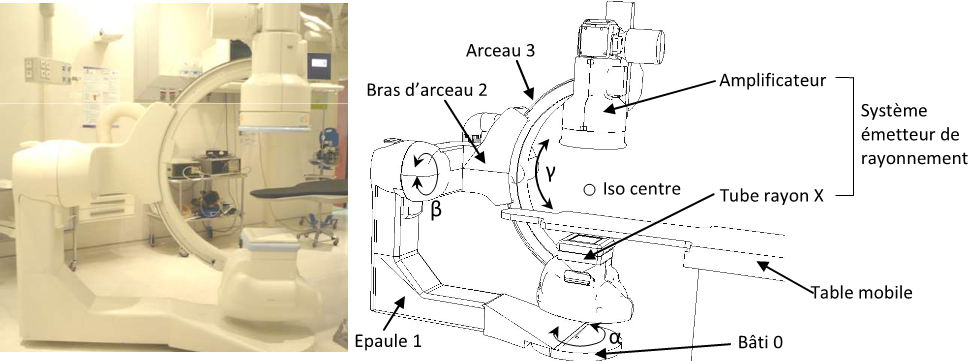 Arceau 3
Bras d’arceau 2
Amplificateur
Système
émetteur de
rayonnement
γ
Iso centre
Tube rayon X
β
Table mobile
Epaule 1
α
Bâti 0